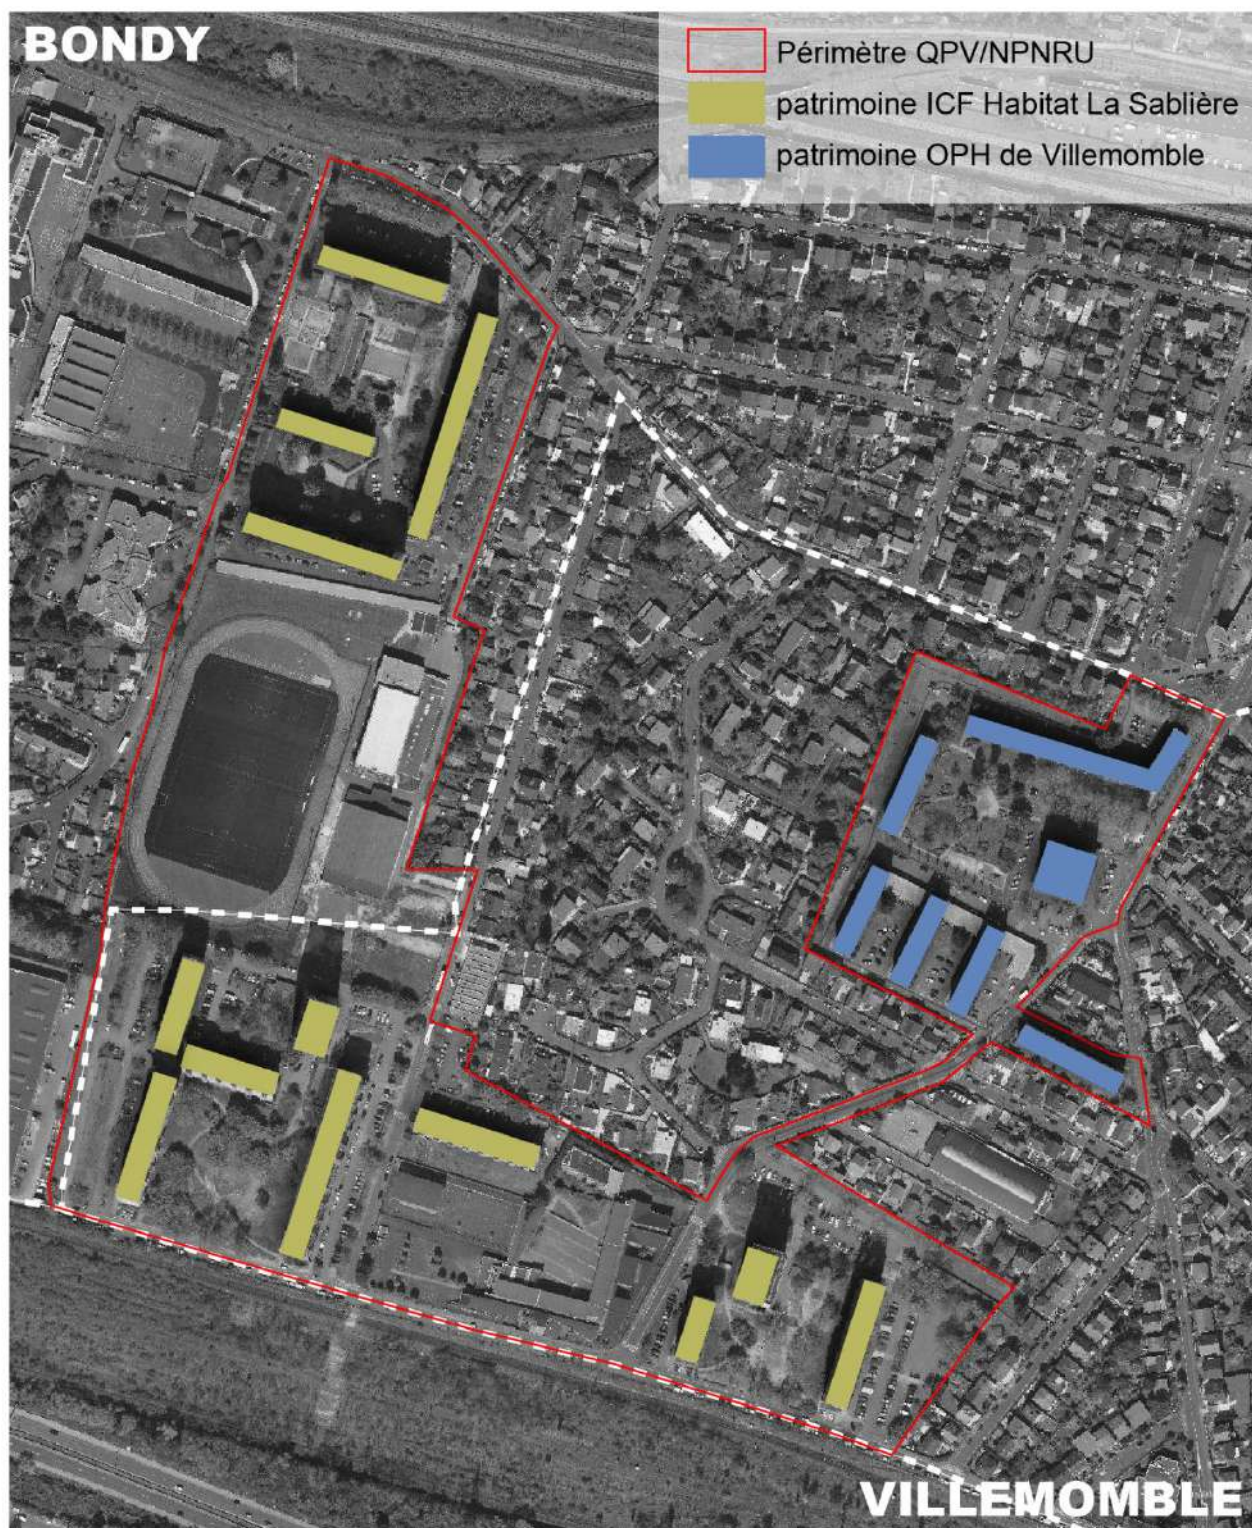 BONDY
Périmètre QPV/NPNRU
patrimoine ICF Habitat La Sablière
patrimoine OPH de Villemomble
VILLEMOMBLE